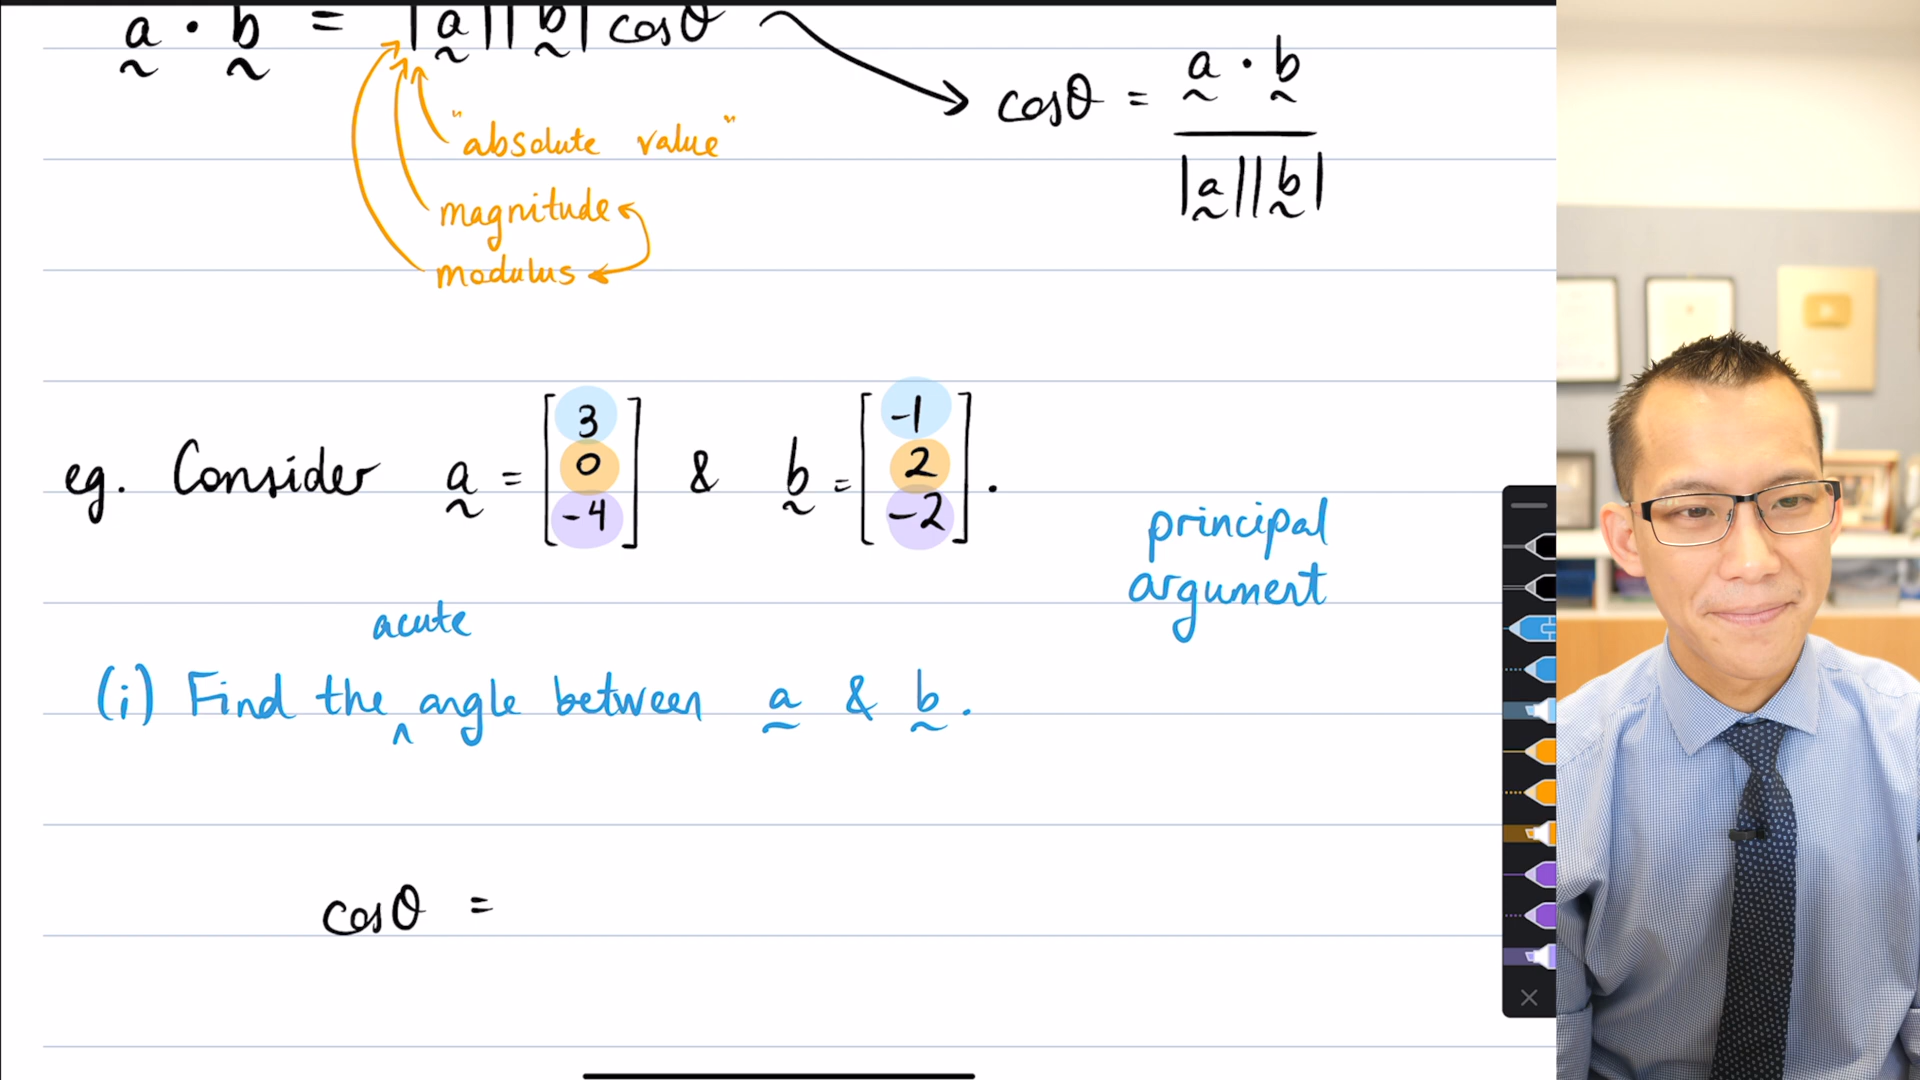 a · b = |a||b| cosθ
cosθ = a · b
|a||b|
"absolute value"
magnitude
modulus
eg. Consider a = [3 0 -4] & b = [-1 2 -2].
principal
argument
acute
(i) Find the ^ angle between a & b.
cosθ =